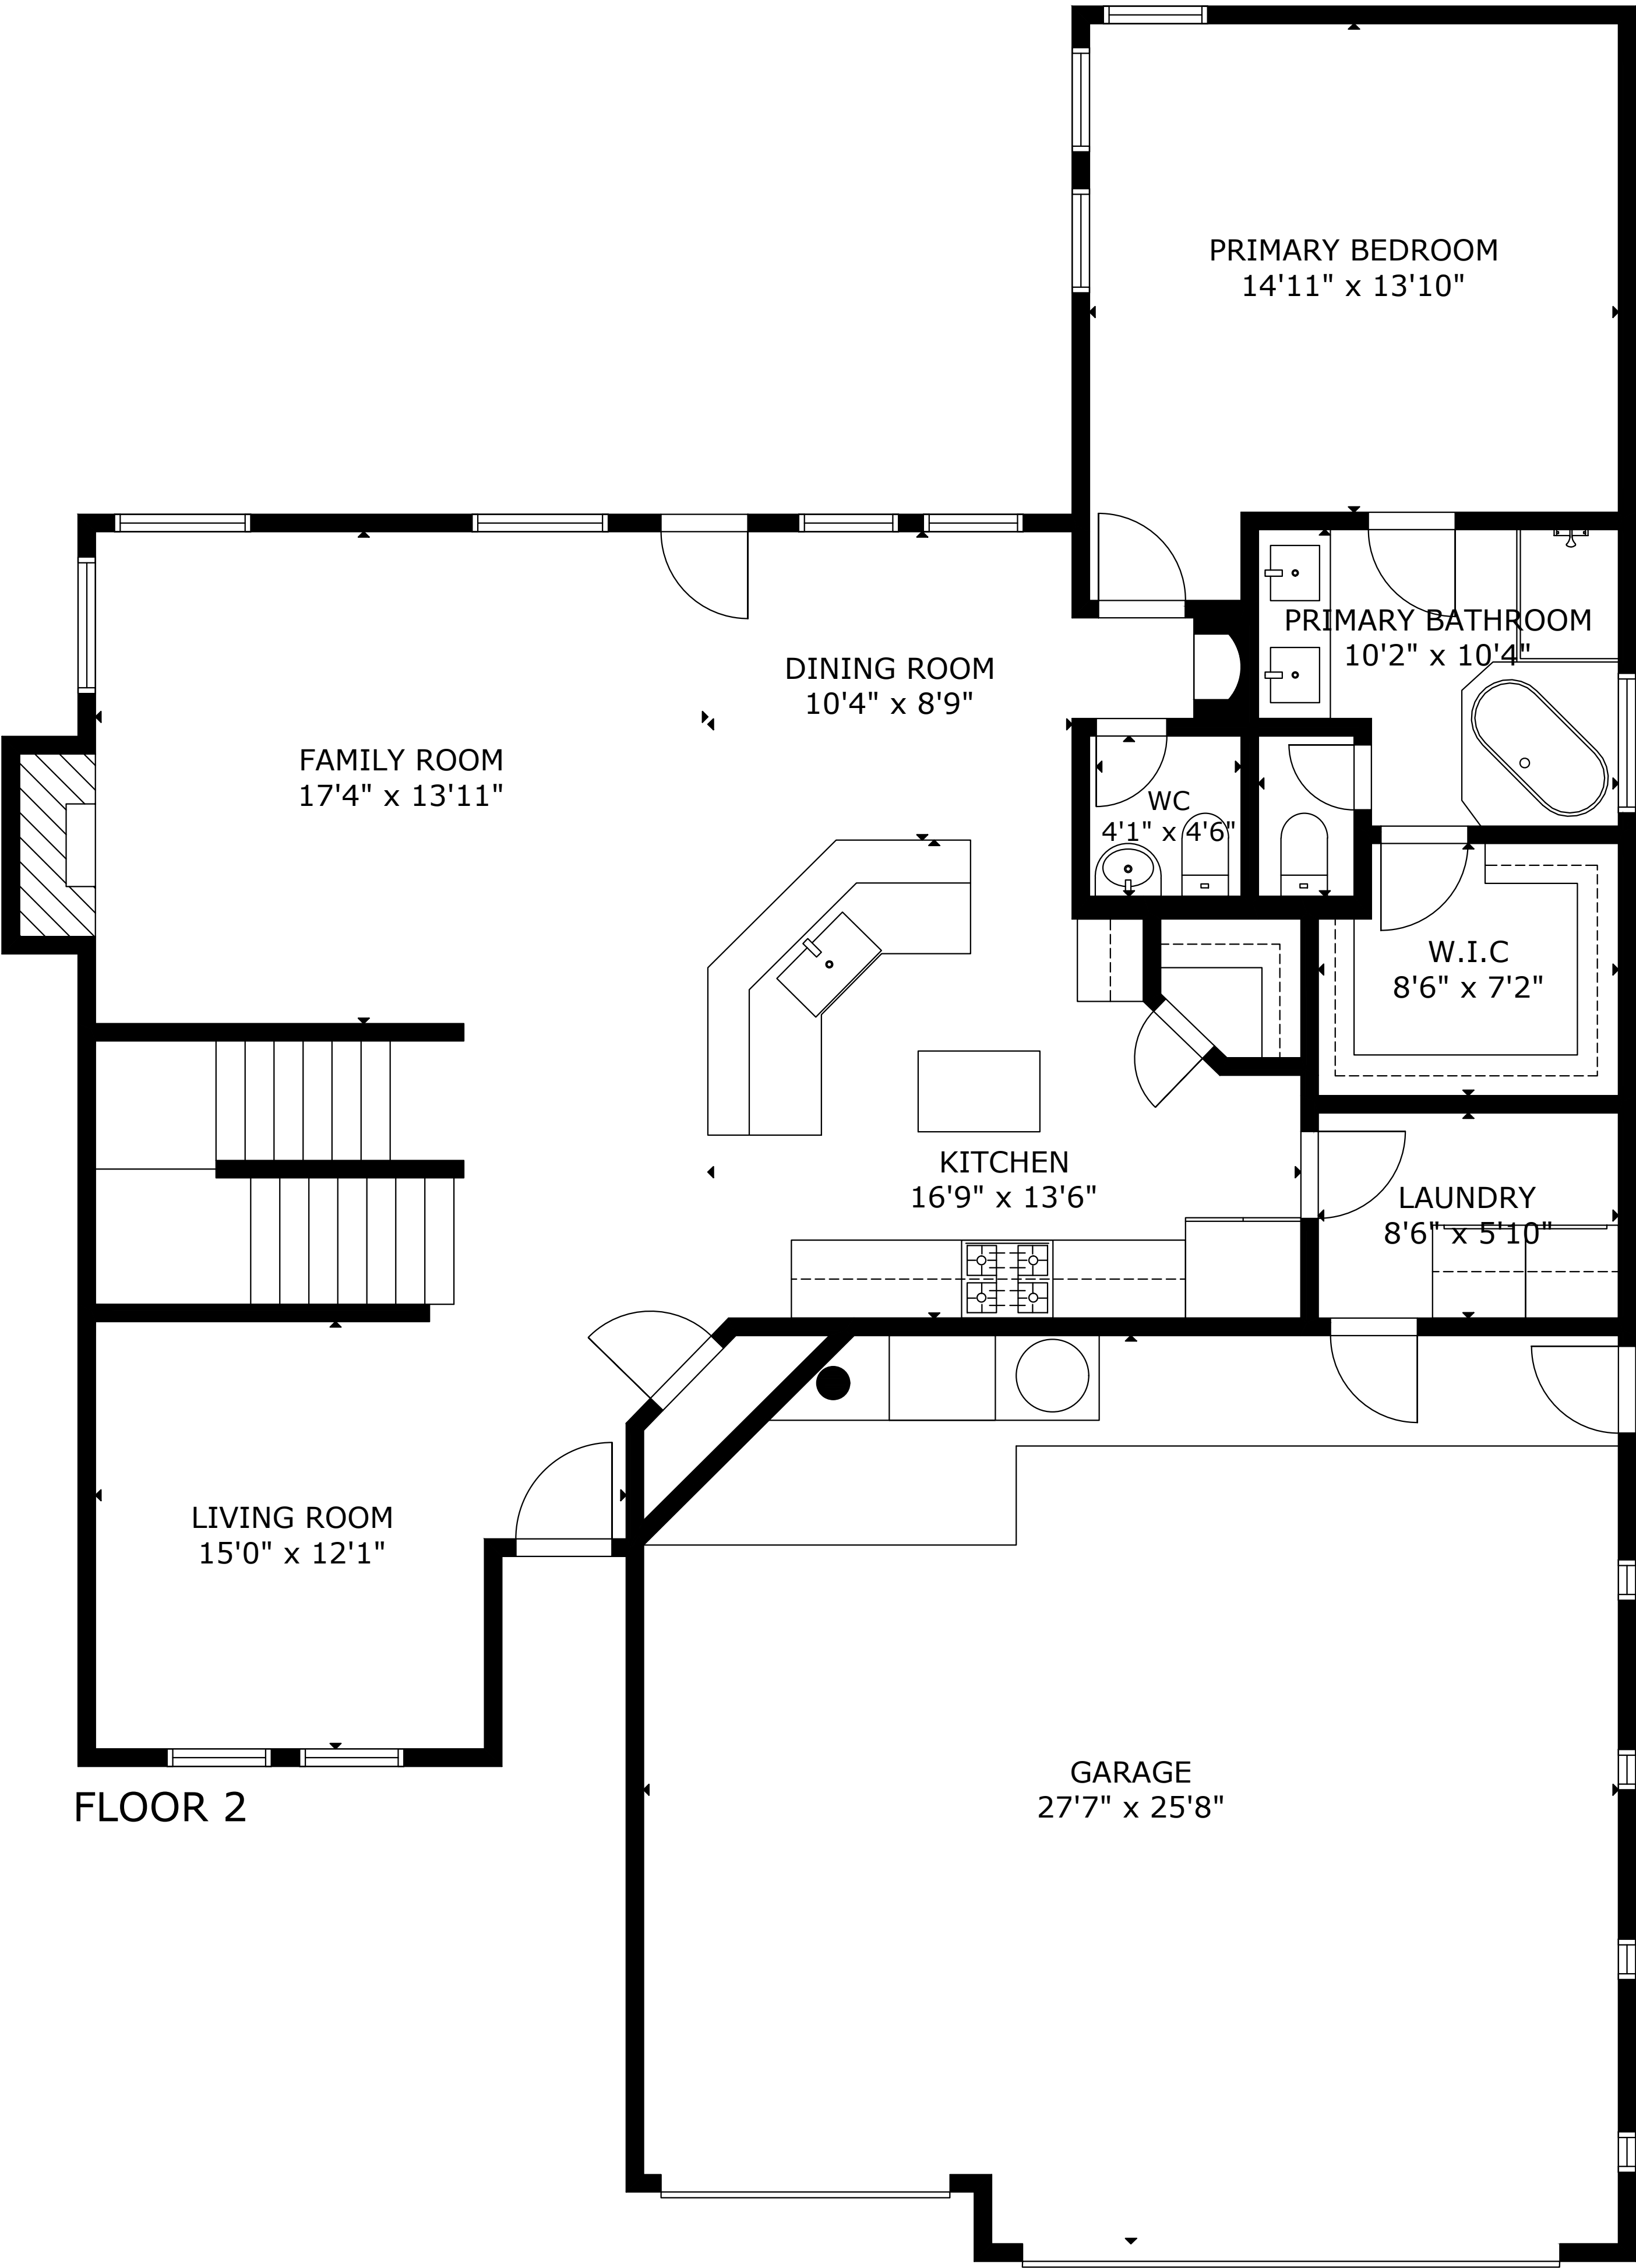 PRIMARY BEDROOM
14'11" x 13'10"
PRIMARY BATHROOM
10'2" x 10'4"
DINING ROOM
10'4" x 8'9"
FAMILY ROOM
17'4" x 13'11"
WC
4'1" x 4'6"
W.I.C
8'6" x 7'2"
KITCHEN
16'9" x 13'6"
LAUNDRY
8'6" x 5'10"
LIVING ROOM
15'0" x 12'1"
GARAGE
27'7" x 25'8"
FLOOR 2